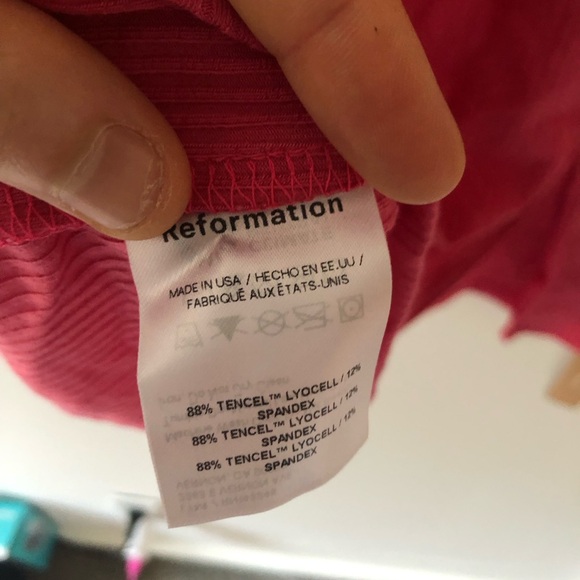 Reformation
MADE IN USA / HECHO EN EE.UU /
FABRIQUÉ AUX ÉTATS-UNIS
88% TENCEL™ LYOCELL / 12%
SPANDEX
88% TENCEL™ LYOCELL / 12%
SPANDEX
88% TENCEL™ LYOCELL / 12%
SPANDEX